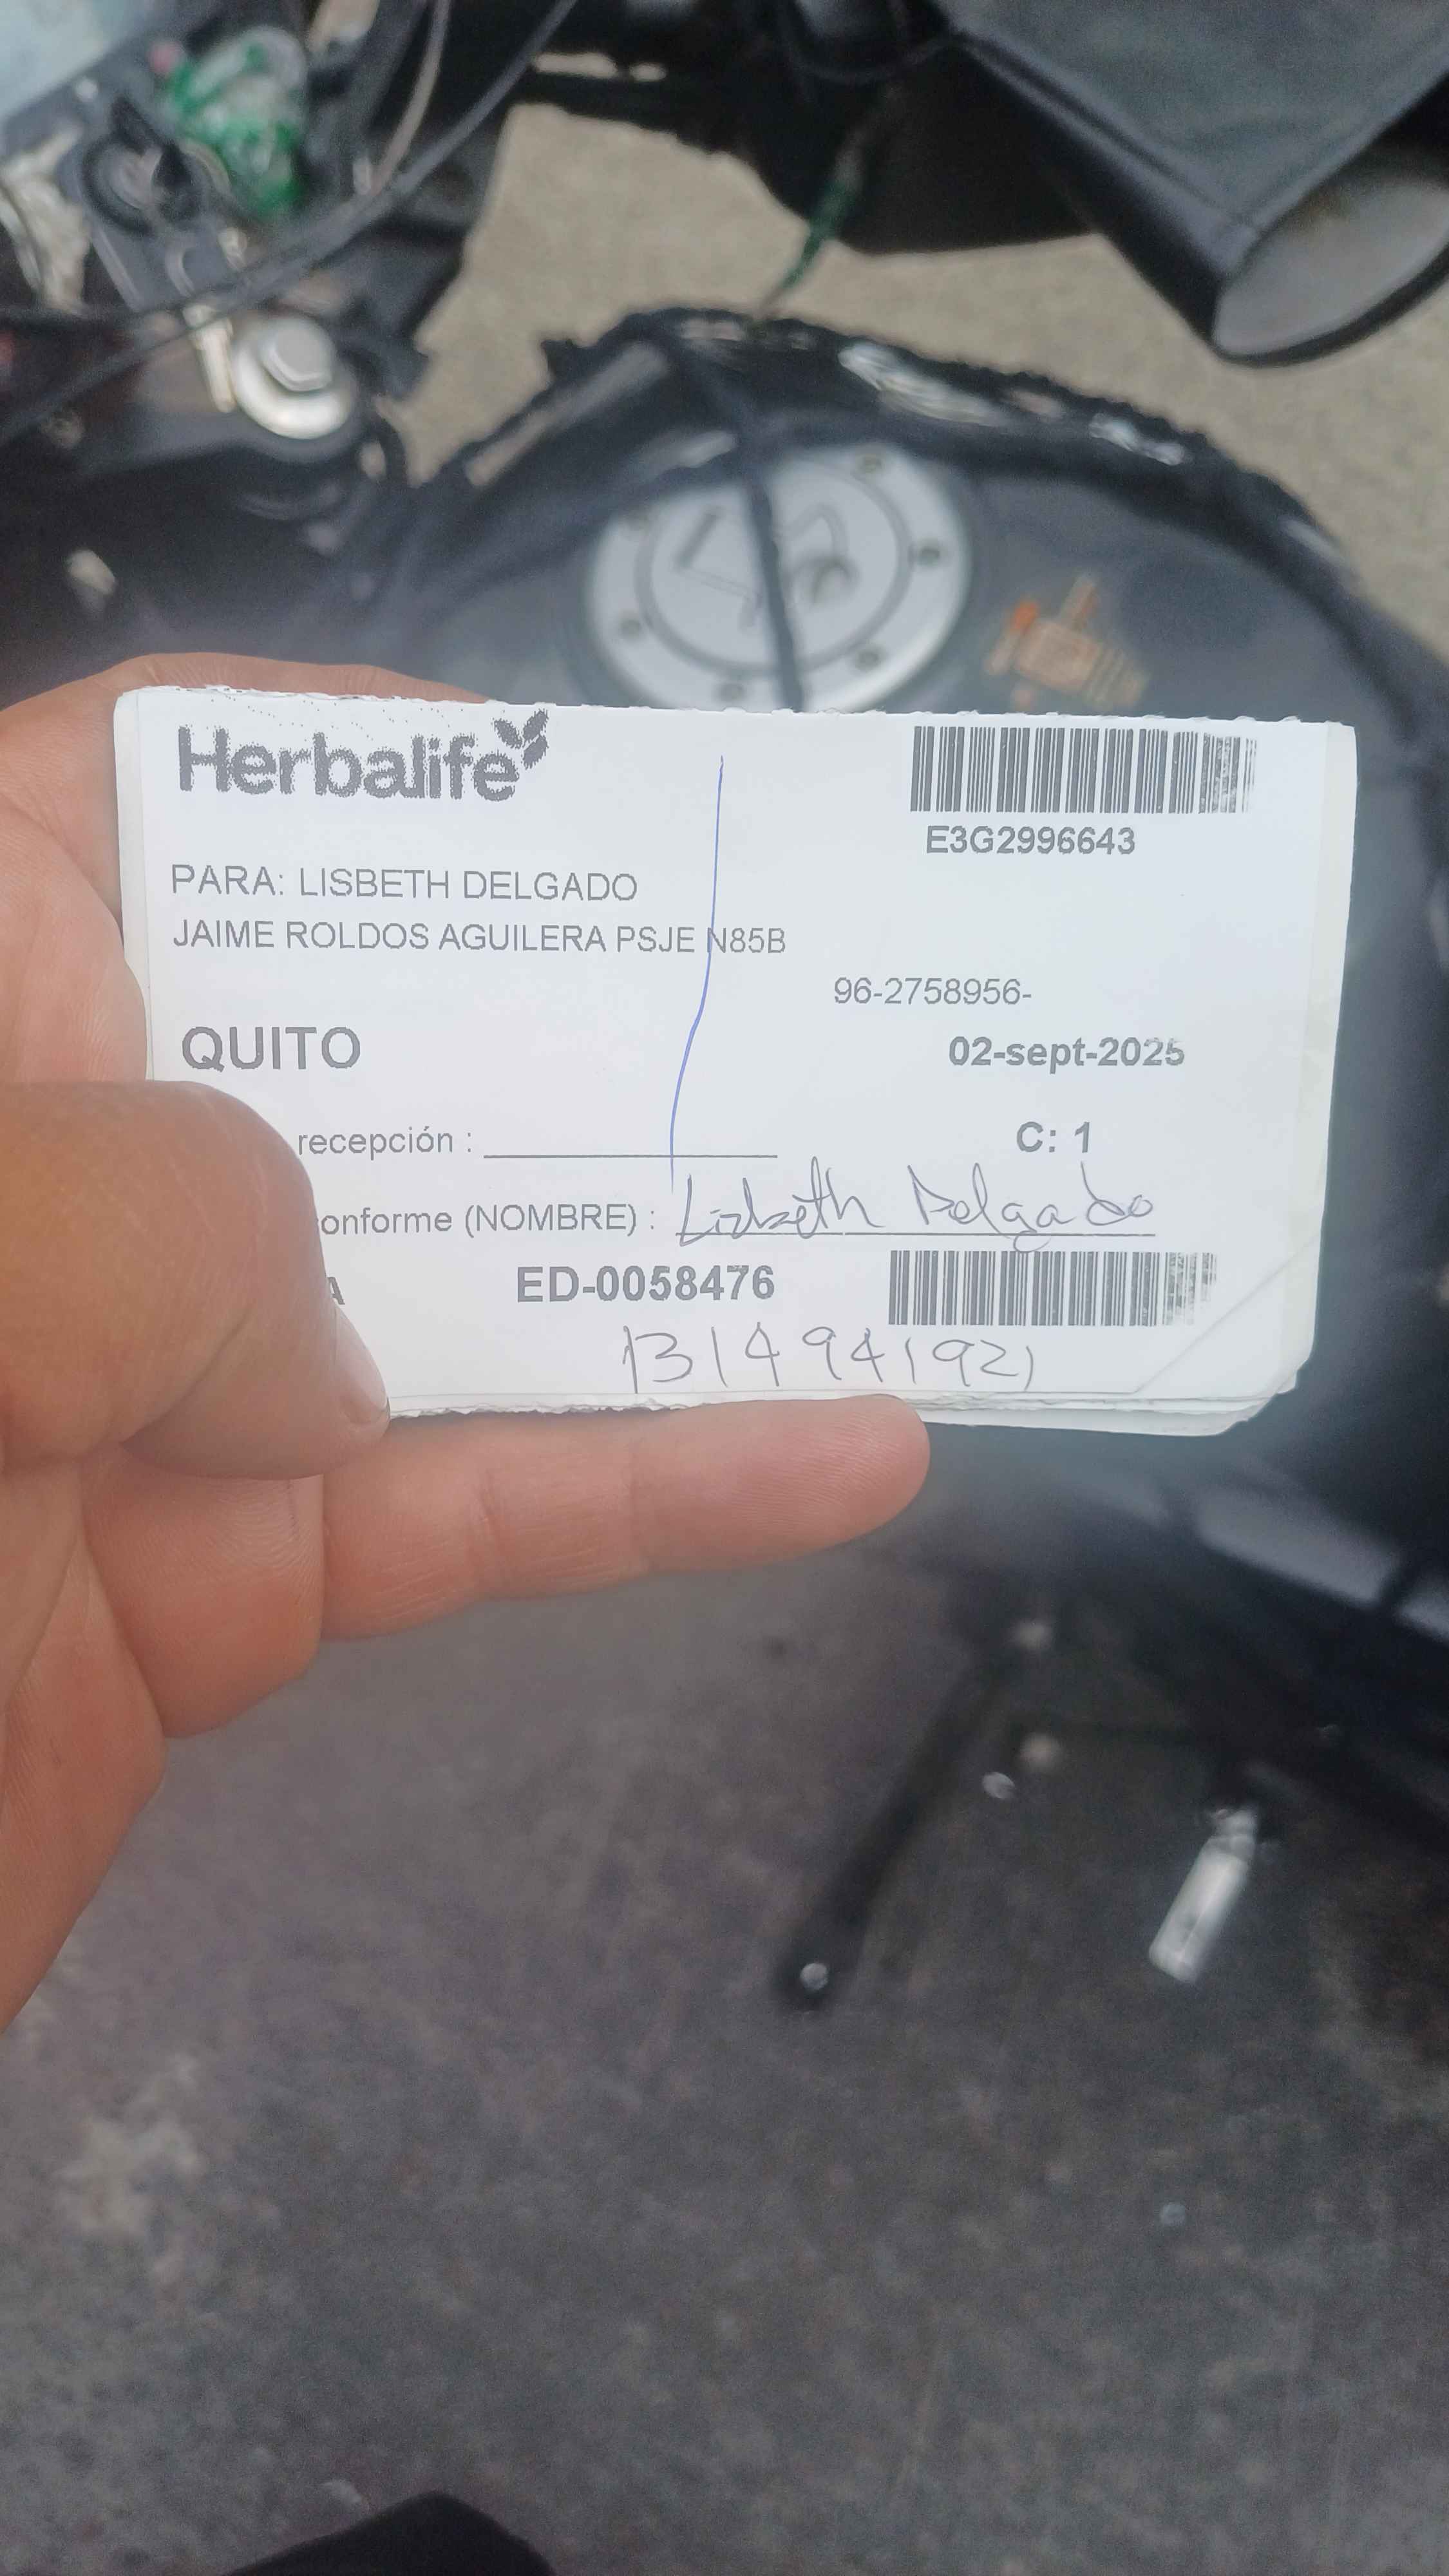 Herbalife
E3G2996643
PARA: LISBETH DELGADO
JAIME ROLDOS AGUILERA PSJE N85B
96-2758956-
QUITO
02-sept-2025
recepción :
C: 1
onforme (NOMBRE) : Lisbeth Delgado
A ED-0058476
1314941921